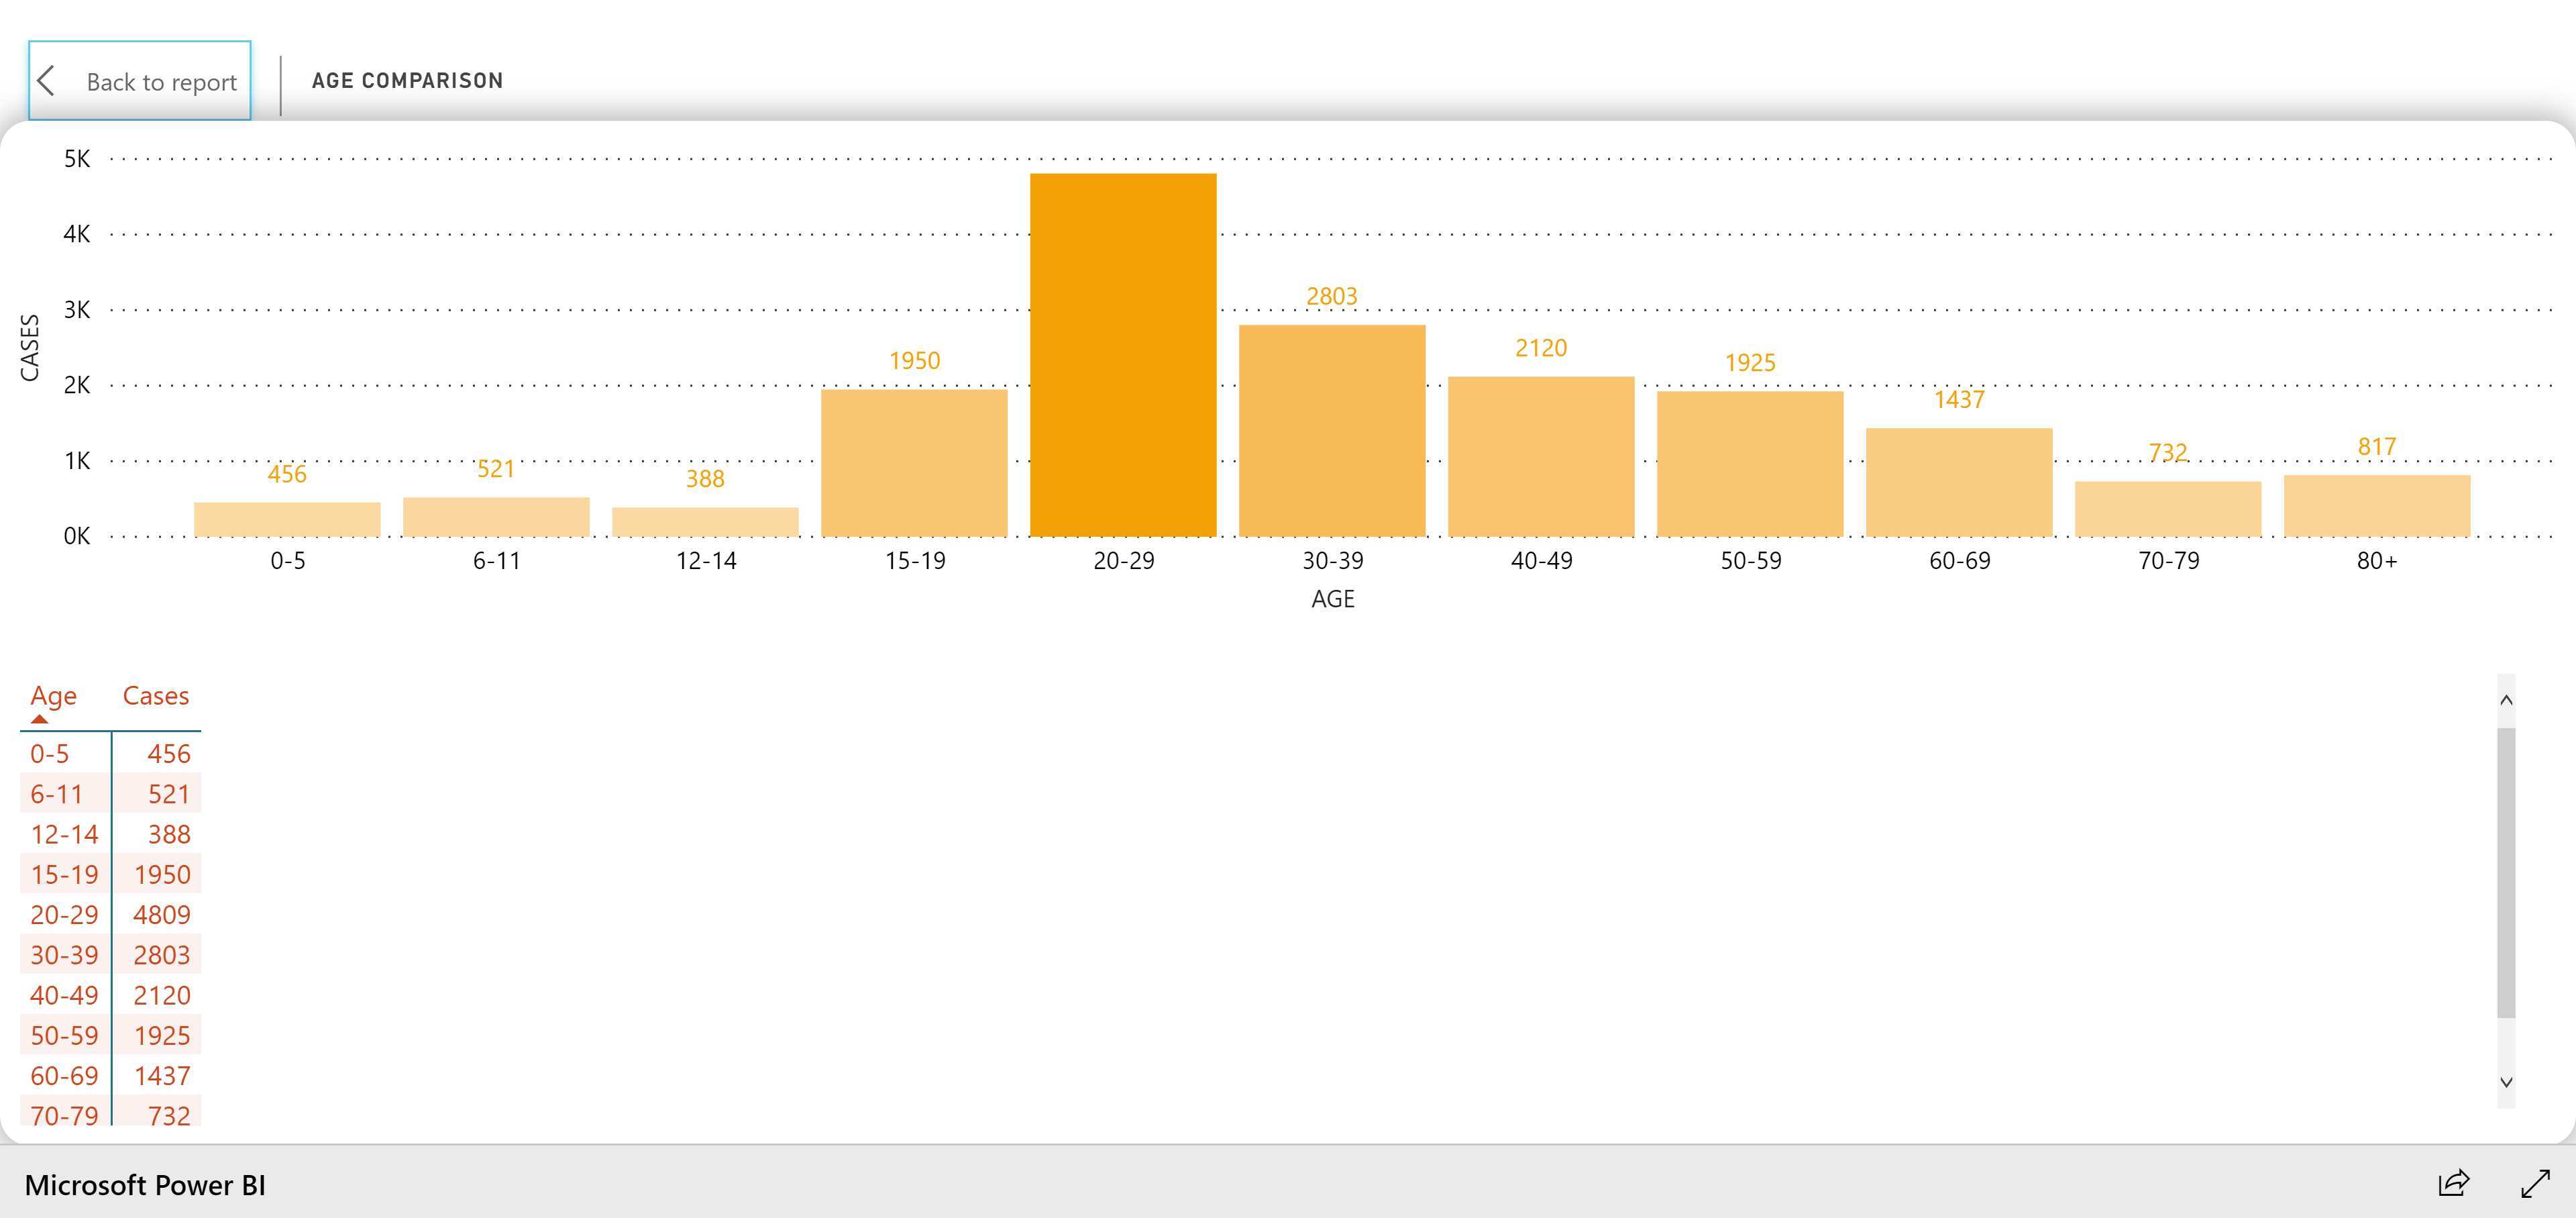 Back to report
AGE COMPARISON
5K
4K
3K
2K
1K
0K
CASES
456
521
388
1950
2803
2120
1925
1437
732
817
0-5 6-11 12-14 15-19 20-29 30-39 40-49 50-59 60-69 70-79 80+
AGE
Age Cases
0-5 456
6-11 521
12-14 388
15-19 1950
20-29 4809
30-39 2803
40-49 2120
50-59 1925
60-69 1437
70-79 732
Microsoft Power BI